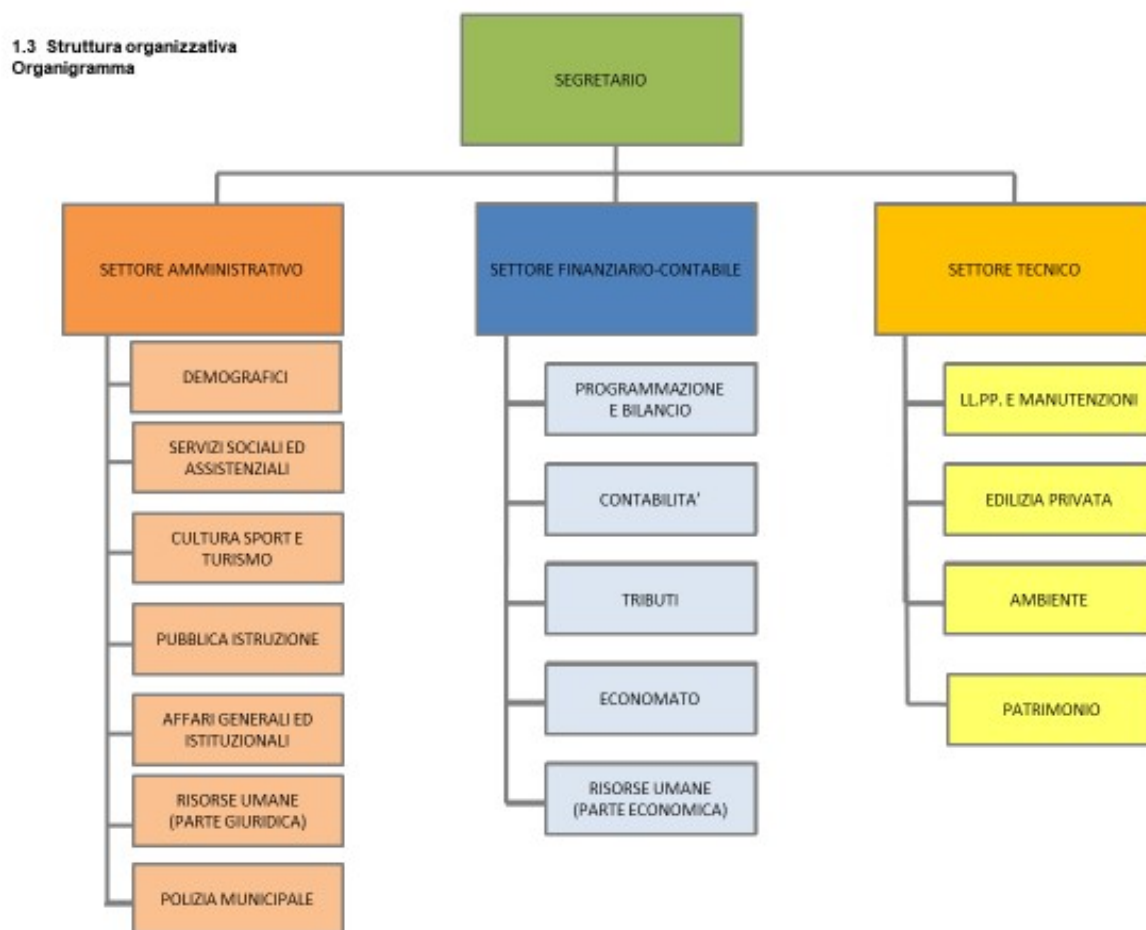 1.3 Struttura organizzativa
Organigramma
SEGRETARIO
SETTORE AMMINISTRATIVO
DEMOGRAFICI
SERVIZI SOCIALI ED
ASSISTENZIALI
CULTURA SPORT E
TURISMO
PUBBLICA ISTRUZIONE
AFFARI GENERALI ED
ISTITUZIONALI
RISORSE UMANE
(PARTE GIURIDICA)
POLIZIA MUNICIPALE
SETTORE FINANZIARIO-CONTABILE
PROGRAMMAZIONE
E BILANCIO
CONTABILITA'
TRIBUTI
ECONOMATO
RISORSE UMANE
(PARTE ECONOMICA)
SETTORE TECNICO
LL.PP. E MANUTENZIONI
EDILIZIA PRIVATA
AMBIENTE
PATRIMONIO